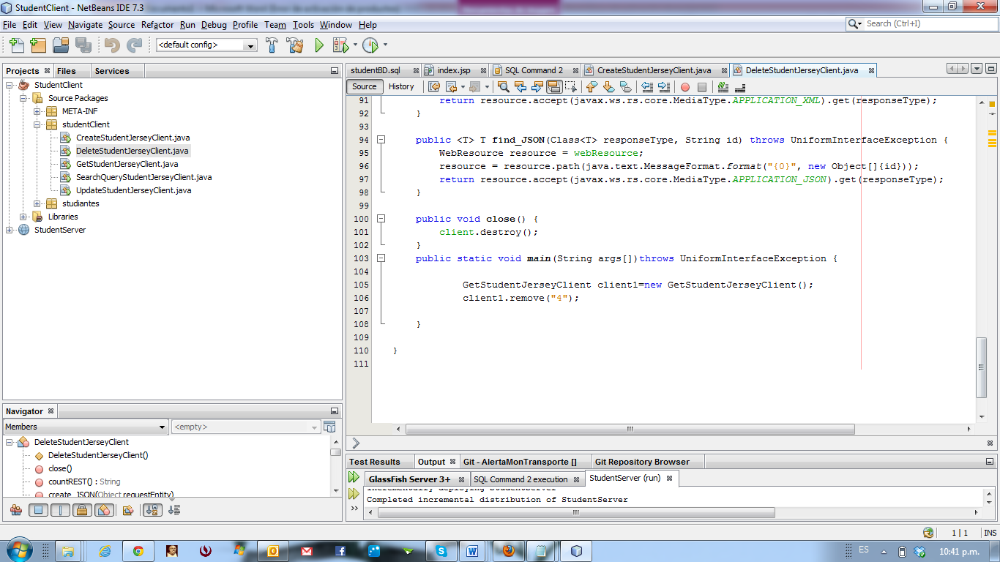 StudentClient - NetBeans IDE 7.3
File Edit View Navigate Source Refactor Run Debug Profile Team Tools Window Help
Search (Ctrl+I)
<default config>
Projects Files Services
StudentClient
Source Packages
META-INF
studentClient
CreateStudentJerseyClient.java
DeleteStudentJerseyClient.java
GetStudentJerseyClient.java
SearchQueryStudentJerseyClient.java
UpdateStudentJerseyClient.java
studiantes
Libraries
StudentServer
Navigator
Members
<empty>
DeleteStudentJerseyClient
DeleteStudentJerseyClient()
close()
countREST() : String
create_JSON(Object requestEntity)
studentBD.sql index.jsp SQL Command 2 CreateStudentJerseyClient.java DeleteStudentJerseyClient.java
Source History
91 return resource.accept(javax.ws.rs.core.MediaType.APPLICATION_XML).get(responseType);
92 }
93
94 public <T> T find_JSON(Class<T> responseType, String id) throws UniformInterfaceException {
95 WebResource resource = webResource;
96 resource = resource.path(java.text.MessageFormat.format("{0}", new Object[]{id}));
97 return resource.accept(javax.ws.rs.core.MediaType.APPLICATION_JSON).get(responseType);
98 }
99
100 public void close() {
101 client.destroy();
102 }
103 public static void main(String args[])throws UniformInterfaceException {
104
105 GetStudentJerseyClient client1=new GetStudentJerseyClient();
106 client1.remove("4");
107
108 }
109
110 }
111
Test Results Output Git - AlertaMonTransporte [] Git Repository Browser
GlassFish Server 3+ SQL Command 2 execution StudentServer (run)
Incrementally deploying StudentServer
Completed incremental distribution of StudentServer
1 | 1 INS
ES
10:41 p.m.